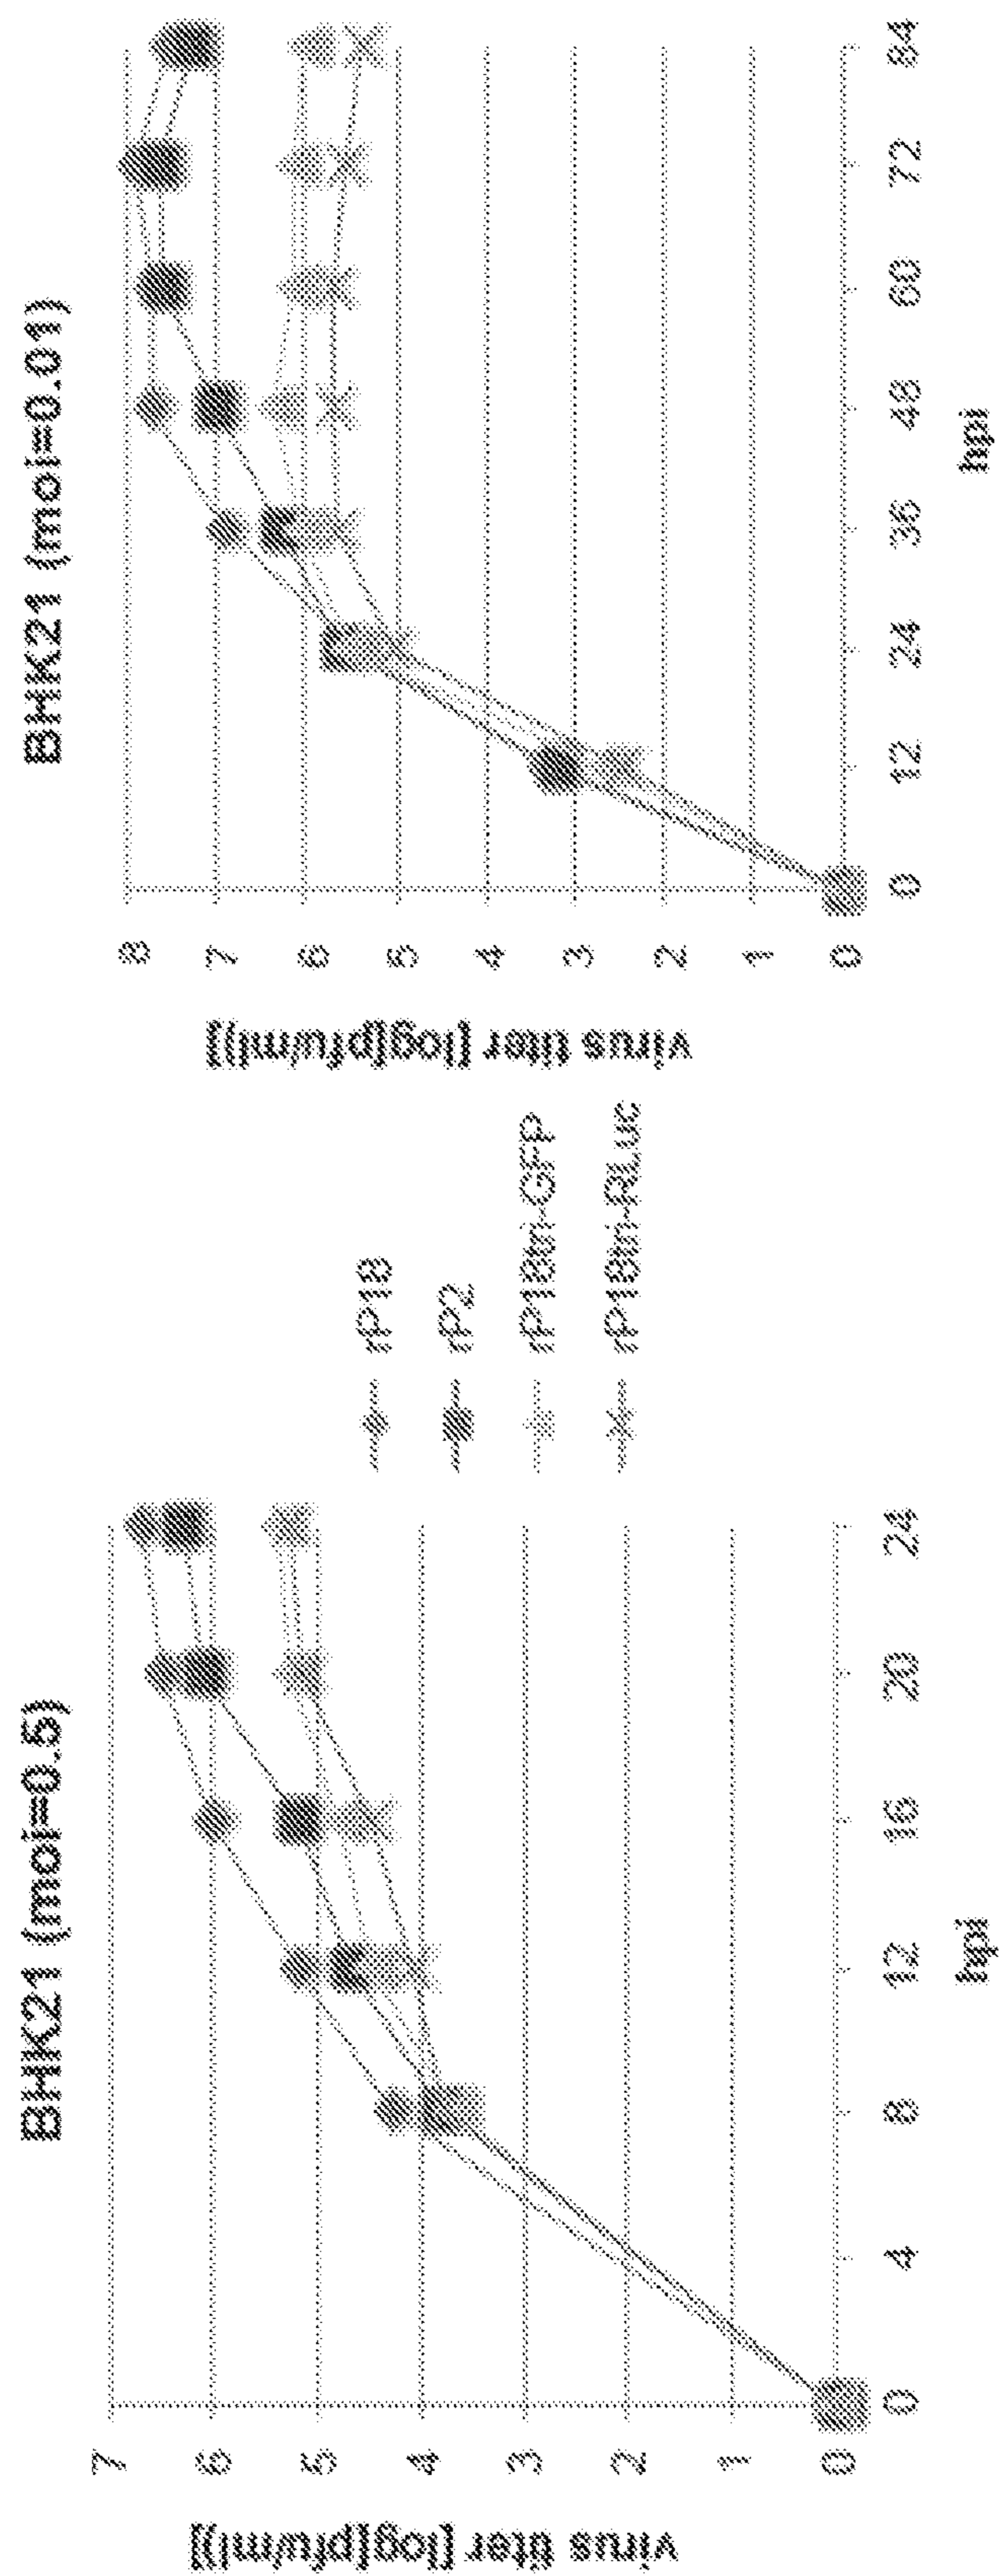 BHK21 (moi=0.5)
virus titer [log[pfu/ml)]
7
6
5
4
3
2
1
0
0 4 8 12 16 20 24
hpi
rP18
rP2
rP18tri-GFP
rP18tri-RLuc
BHK21 (moi=0.01)
virus titer [log[pfu/ml)]
8
7
6
5
4
3
2
1
0
0 12 24 36 48 60 72 84
hpi